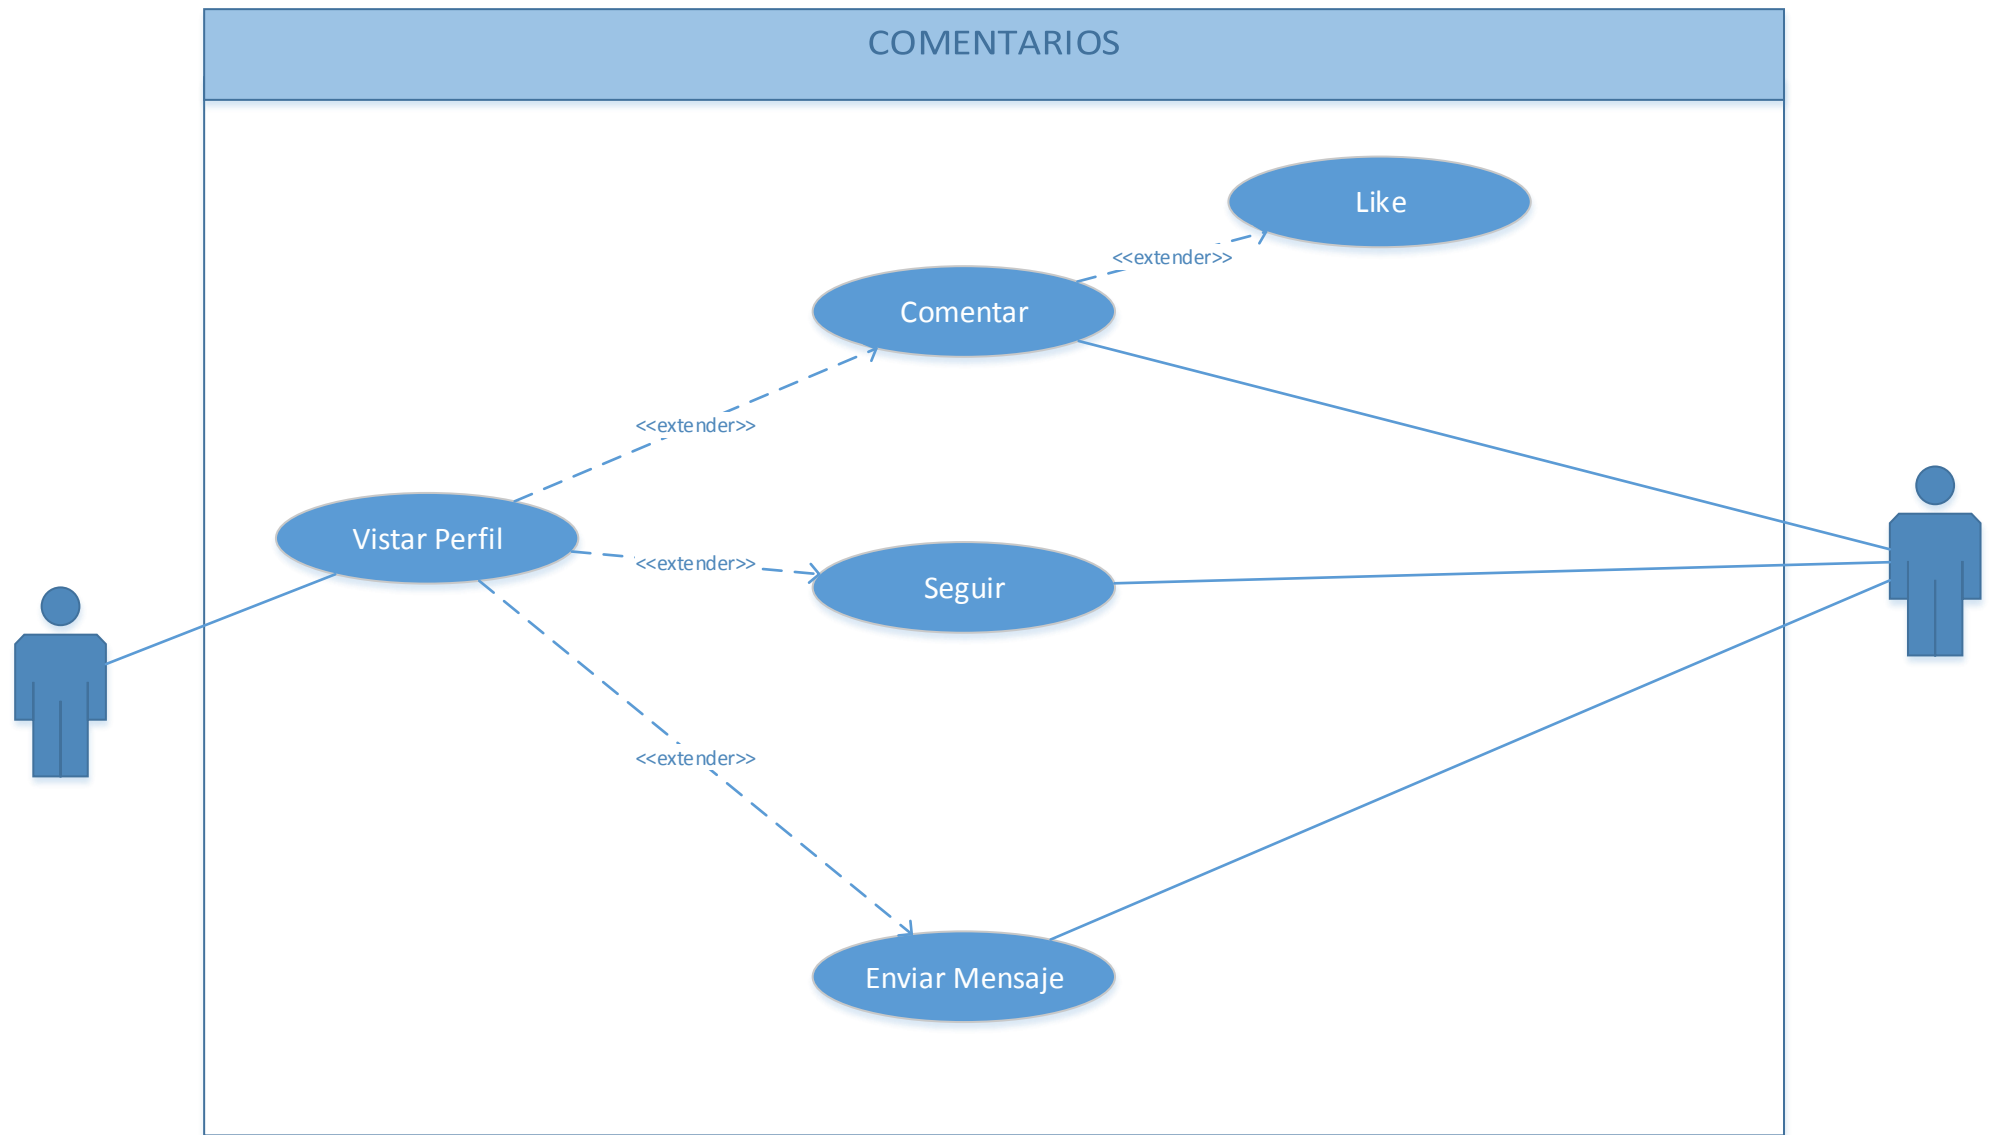 COMENTARIOS
Like
<<extender>>
Comentar
<<extender>>
Vistar Perfil
<<extender>>
Seguir
<<extender>>
Enviar Mensaje